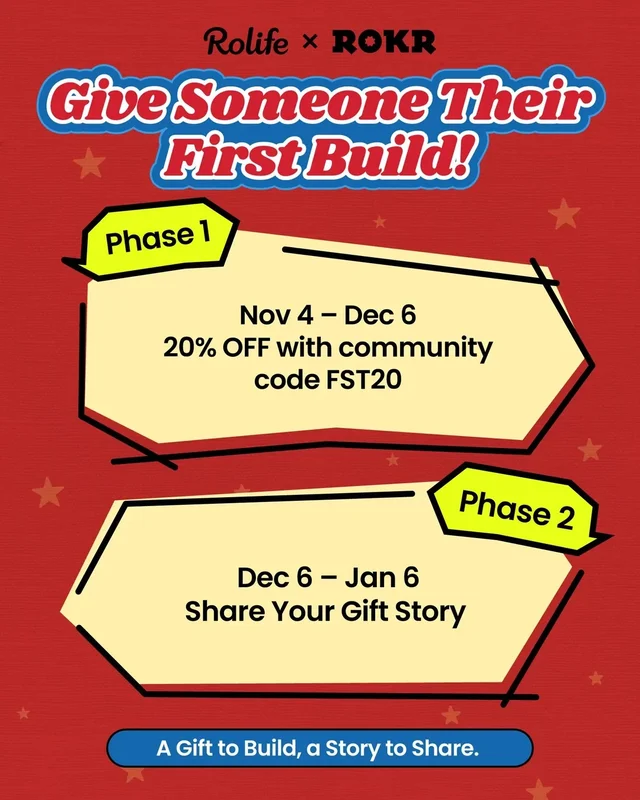 Rolife × ROKR
Give Someone Their
First Build!
Phase 1
Nov 4 – Dec 6
20% OFF with community
code FST20
Phase 2
Dec 6 – Jan 6
Share Your Gift Story
A Gift to Build, a Story to Share.